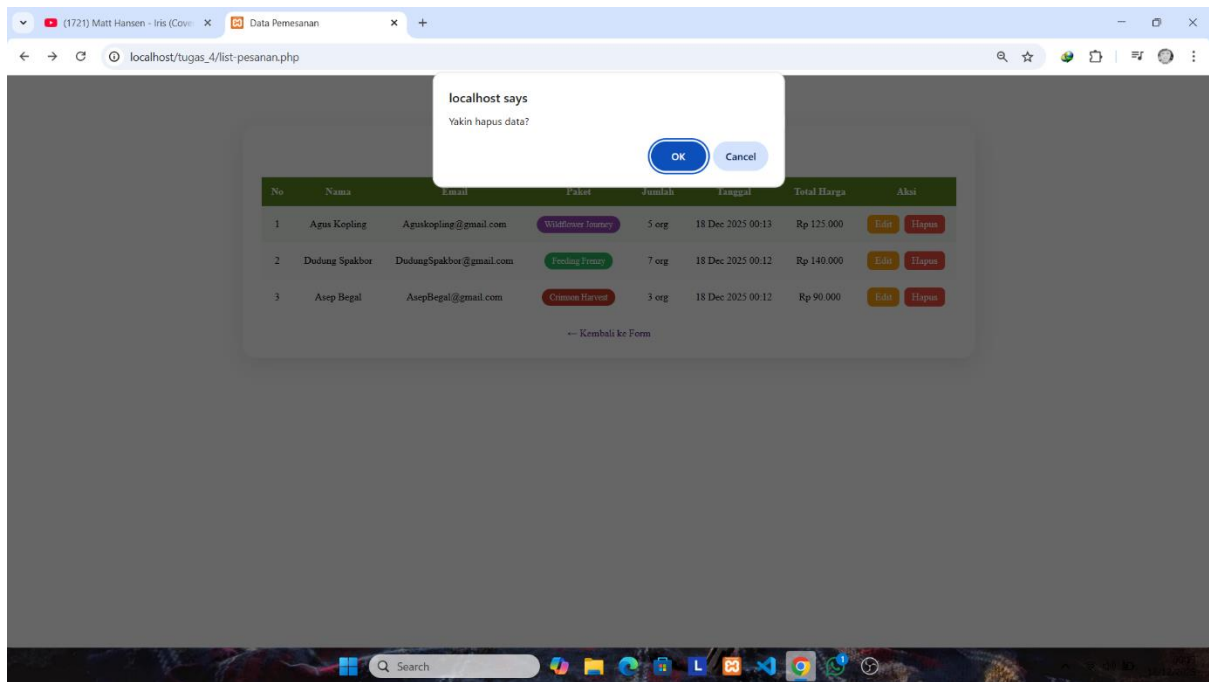 (1721) Matt Hansen - Iris (Cove
Data Pemesanan
localhost/tugas_4/list-pesanan.php
localhost says
Yakin hapus data?
OK Cancel
No Nama Email Paket Jumlah Tanggal Total Harga Aksi
1 Agus Kopling Aguskopling@gmail.com Wildflower Journey 5 org 18 Dec 2025 00:13 Rp 125.000 Edit Hapus
2 Dudung Spakbor DudungSpakbor@gmail.com Feeding Frenzy 7 org 18 Dec 2025 00:12 Rp 140.000 Edit Hapus
3 Asep Begal AsepBegal@gmail.com Crimson Harvest 3 org 18 Dec 2025 00:12 Rp 90.000 Edit Hapus
← Kembali ke Form
Search